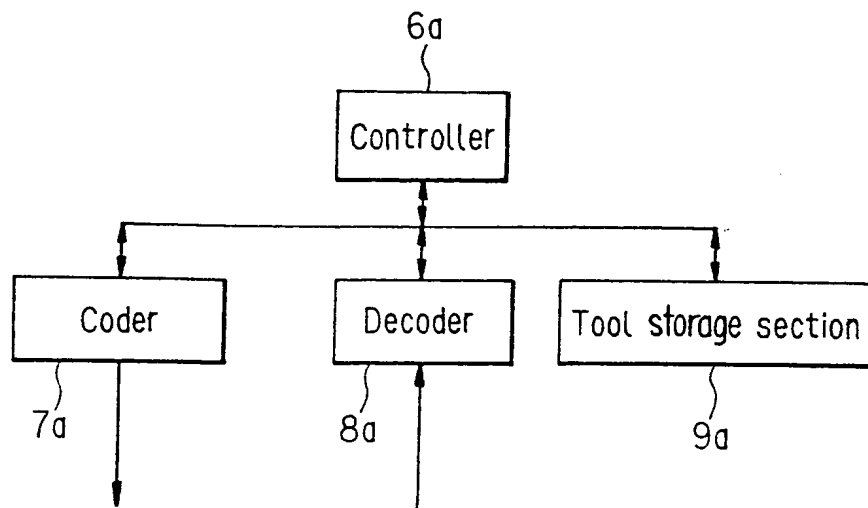 6a
Controller
Coder
Decoder
Tool storage section
7a
8a
9a